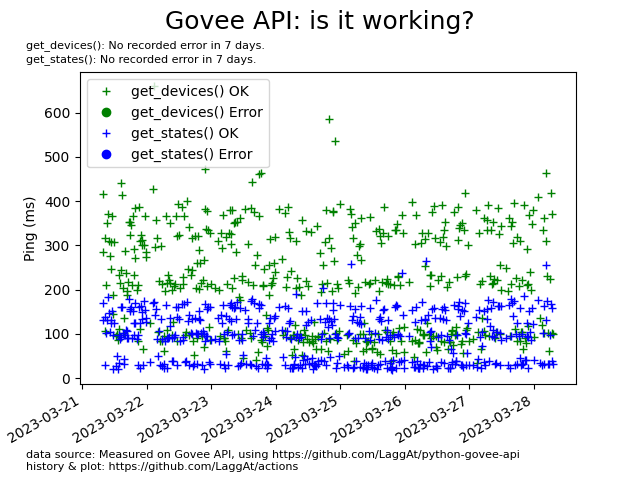 Govee API: is it working?
get_devices(): No recorded error in 7 days.
get_states(): No recorded error in 7 days.
get_devices() OK
get_devices() Error
get_states() OK
get_states() Error
Ping (ms)
600
500
400
300
200
100
0
2023-03-21
2023-03-22
2023-03-23
2023-03-24
2023-03-25
2023-03-26
2023-03-27
2023-03-28
data source: Measured on Govee API, using https://github.com/LaggAt/python-govee-api
history & plot: https://github.com/LaggAt/actions